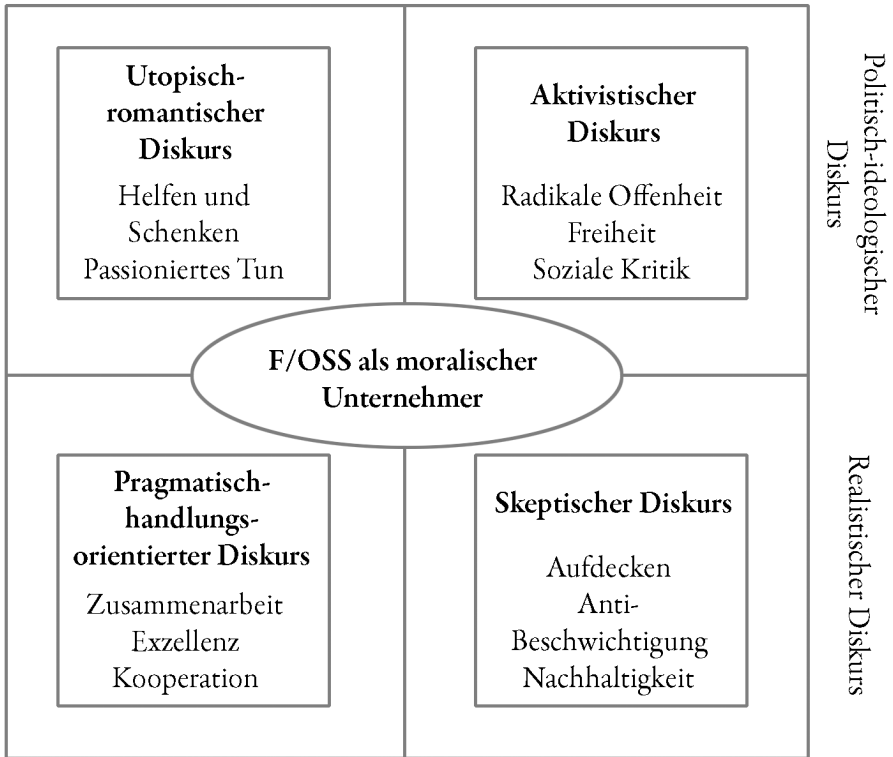 Utopisch-
romantischer
Diskurs
Helfen und
Schenken
Passioniertes Tun
Aktivistischer
Diskurs
Radikale Offenheit
Freiheit
Soziale Kritik
Politisch-ideologischer
Diskurs
F/OSS als moralischer
Unternehmer
Pragmatisch-
handlungs-
orientierter Diskurs
Zusammenarbeit
Exzellenz
Kooperation
Skeptischer Diskurs
Aufdecken
Anti-
Beschwichtigung
Nachhaltigkeit
Realistischer Diskurs